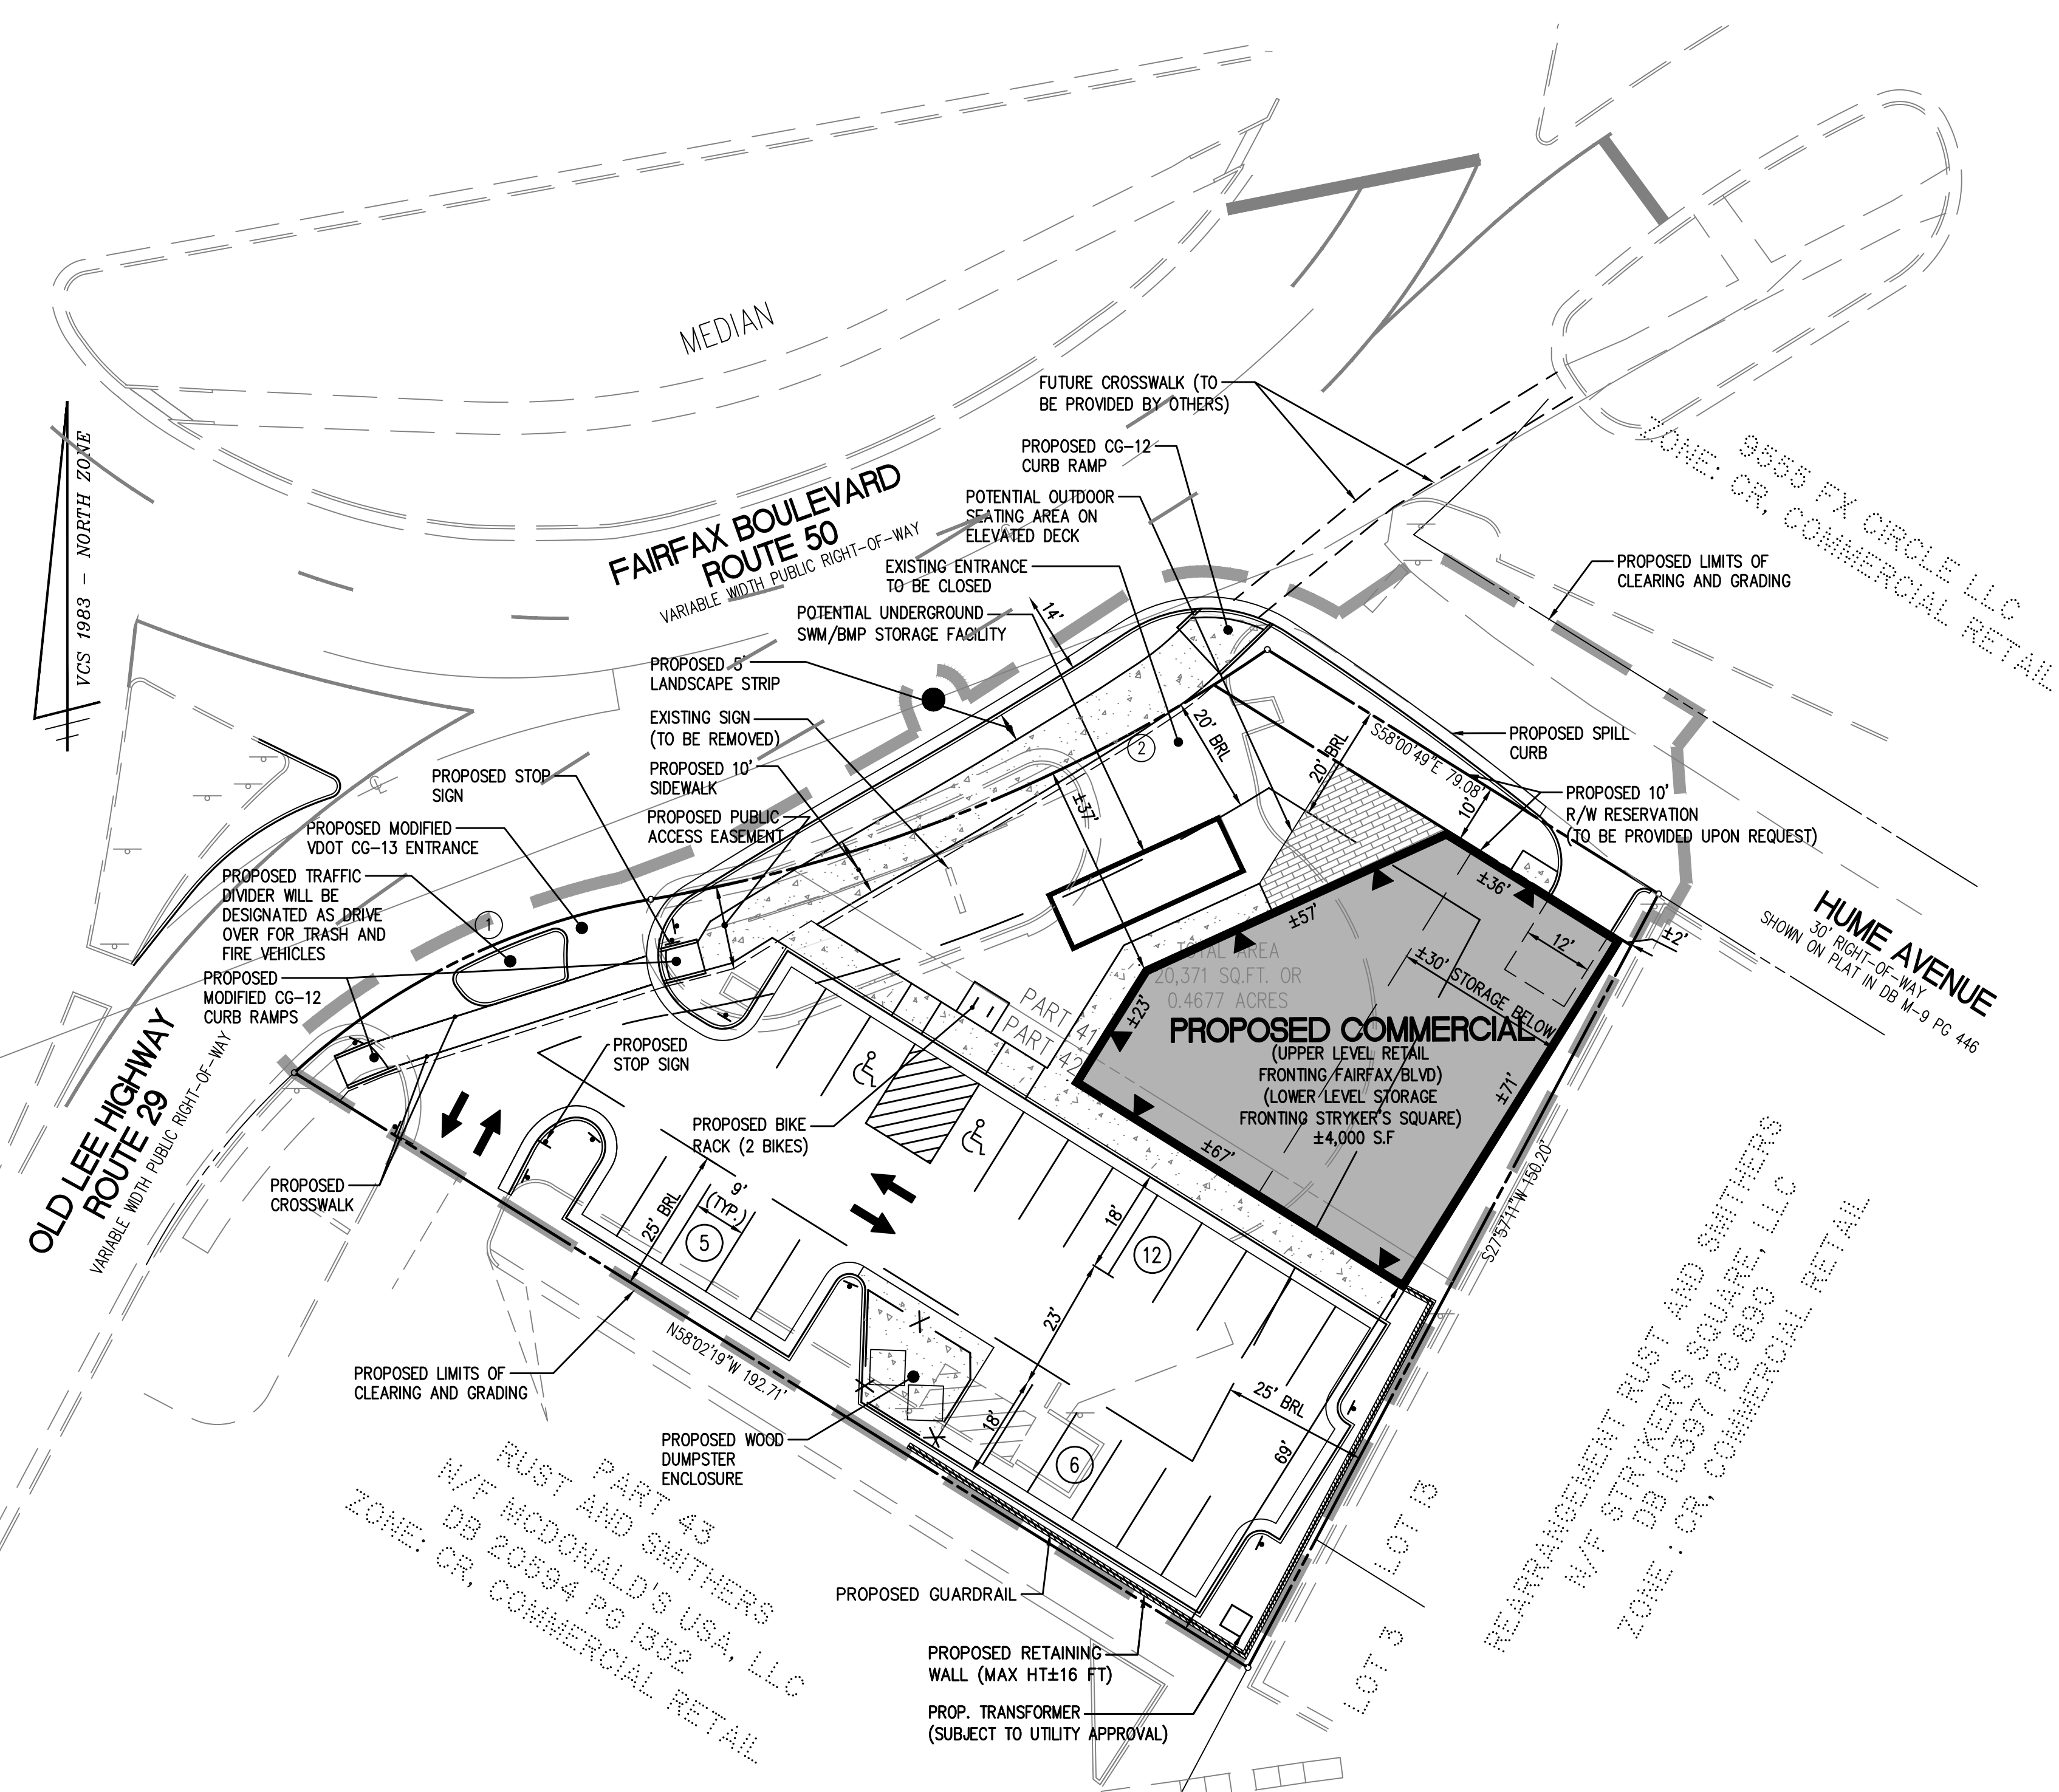 MEDIAN
VCS 1983 - NORTH ZONE
FUTURE CROSSWALK (TO
BE PROVIDED BY OTHERS)
PROPOSED CG-12
CURB RAMP
POTENTIAL OUTDOOR
SEATING AREA ON
ELEVATED DECK
EXISTING ENTRANCE
TO BE CLOSED
POTENTIAL UNDERGROUND
SWM/BMP STORAGE FACILITY
FAIRFAX BOULEVARD
ROUTE 50
VARIABLE WIDTH PUBLIC RIGHT-OF-WAY
9535 FX CIRCLE LLC
ZONE: CR, COMMERCIAL RETAIL
PROPOSED LIMITS OF
CLEARING AND GRADING
PROPOSED 5'
LANDSCAPE STRIP
EXISTING SIGN
(TO BE REMOVED)
PROPOSED 10'
SIDEWALK
PROPOSED PUBLIC
ACCESS EASEMENT
PROPOSED STOP
SIGN
PROPOSED MODIFIED
VDOT CG-13 ENTRANCE
PROPOSED TRAFFIC
DIVIDER WILL BE
DESIGNATED AS DRIVE
OVER FOR TRASH AND
FIRE VEHICLES
PROPOSED
MODIFIED CG-12
CURB RAMPS
14'
±37'
20' BRL
2
20' BRL
S58°00'49"E 79.08'
10'
PROPOSED SPILL
CURB
PROPOSED 10'
R/W RESERVATION
(TO BE PROVIDED UPON REQUEST)
HUME AVENUE
30' RIGHT-OF-WAY
SHOWN ON PLAT IN DB M-9 PG 446
1
±57'
±36'
12'
±2'
±30' STORAGE BELOW
TOTAL AREA
20,371 SQ.FT. OR
0.4677 ACRES
±23'
PART 41
PART 42
PROPOSED COMMERCIAL
(UPPER LEVEL RETAIL
FRONTING FAIRFAX BLVD)
(LOWER LEVEL STORAGE
FRONTING STRYKER'S SQUARE)
±4,000 S.F
±71'
±67'
S27°57'11"W 150.20'
OLD LEE HIGHWAY
ROUTE 29
VARIABLE WIDTH PUBLIC RIGHT-OF-WAY
PROPOSED
STOP SIGN
PROPOSED BIKE
RACK (2 BIKES)
PROPOSED
CROSSWALK
25' BRL
9'
(TYP.)
5
18'
12
23'
18'
6
25' BRL
69'
N58°02'19"W 192.71'
PROPOSED LIMITS OF
CLEARING AND GRADING
PROPOSED WOOD
DUMPSTER
ENCLOSURE
PROPOSED GUARDRAIL
PROPOSED RETAINING
WALL (MAX HT±16 FT)
PROP. TRANSFORMER
(SUBJECT TO UTILITY APPROVAL)
PART 43
RUST AND SMITHERS
N/F MCDONALD'S USA, LLC
DB 20594 PG 1352
ZONE: CR, COMMERCIAL RETAIL
LOT 13
LOT 3
REARRANGEMENT RUST AND SMITHERS
N/F STRYKER'S SQUARE, LLC
DB 10597 PG 890
ZONE : CR, COMMERCIAL RETAIL